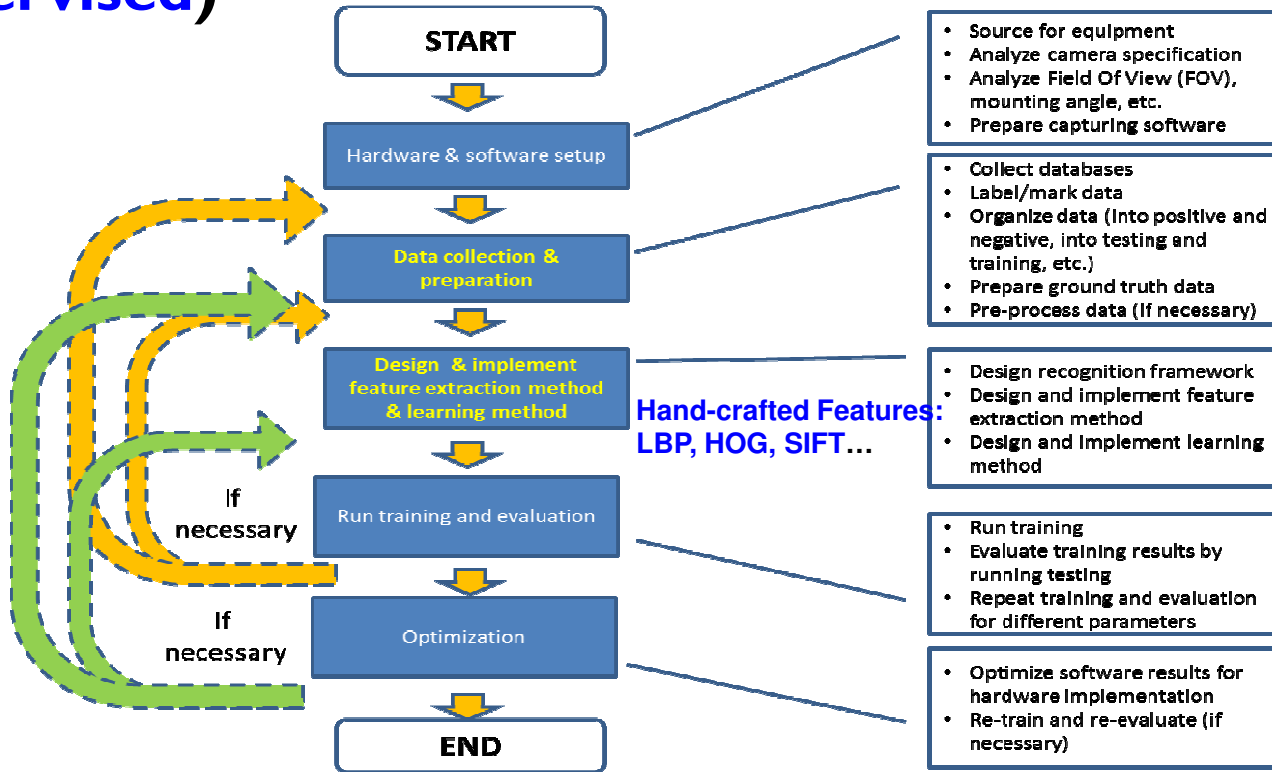 ervised)
START
Hardware & software setup
Data collection &
preparation
Design & implement
feature extraction method
& learning method
Hand-crafted Features:
LBP, HOG, SIFT...
If
necessary
Run training and evaluation
If
necessary
Optimization
END
• Source for equipment
• Analyze camera specification
• Analyze Field Of View (FOV),
mounting angle, etc.
• Prepare capturing software
• Collect databases
• Label/mark data
• Organize data (into positive and
negative, into testing and
training, etc.)
• Prepare ground truth data
• Pre-process data (if necessary)
• Design recognition framework
• Design and implement feature
extraction method
• Design and implement learning
method
• Run training
• Evaluate training results by
running testing
• Repeat training and evaluation
for different parameters
• Optimize software results for
hardware implementation
• Re-train and re-evaluate (if
necessary)